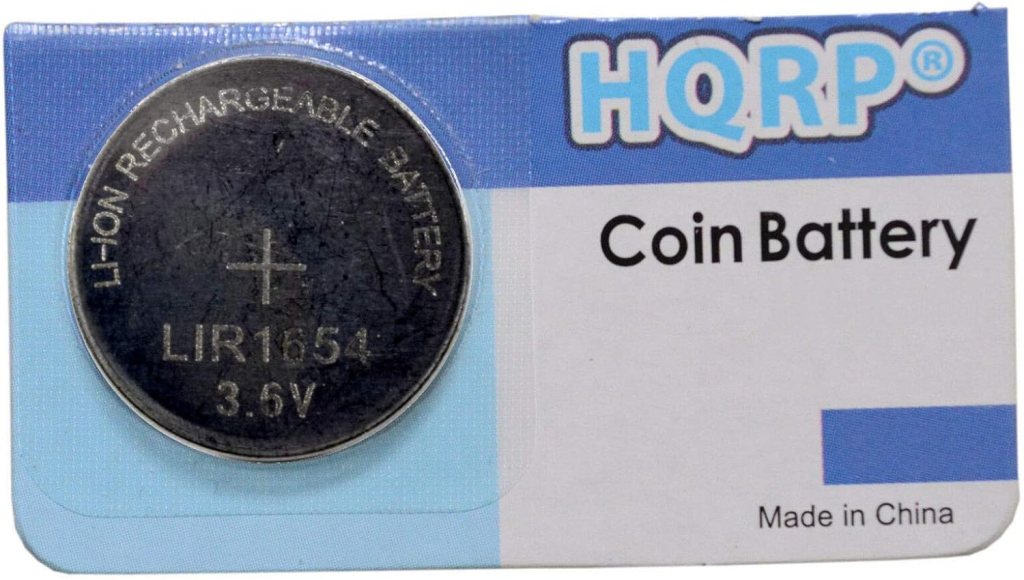 LI-ION RECHARGEABLE BATTERY
+
LIR1654
3.6V
HQRP®
Coin Battery
Made in China